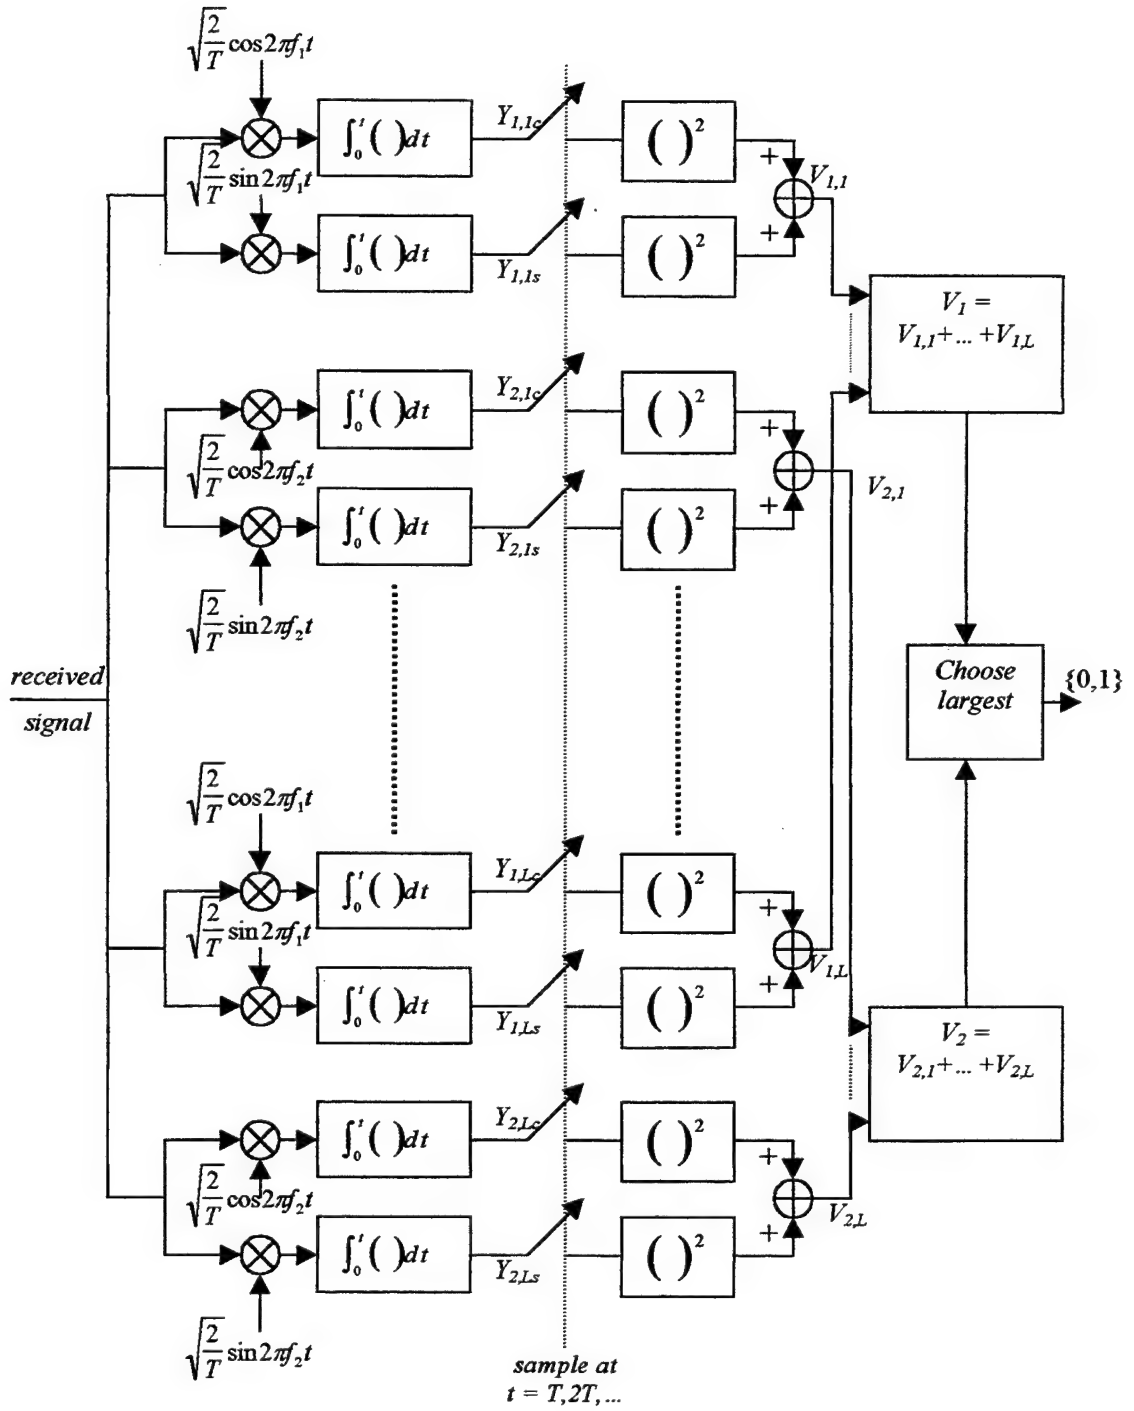 √(2/T) cos2πf₁t
∫₀ᵗ( )dt
Y₁,₁c
( )²
+
V₁,₁
√(2/T) sin2πf₁t
∫₀ᵗ( )dt
Y₁,₁s
( )²
+
V₁ =
V₁,₁+... +V₁,L
∫₀ᵗ( )dt
Y₂,₁c
( )²
+
√(2/T) cos2πf₂t
V₂,₁
∫₀ᵗ( )dt
Y₂,₁s
( )²
+
√(2/T) sin2πf₂t
received
signal
Choose
largest
{0,1}
√(2/T) cos2πf₁t
∫₀ᵗ( )dt
Y₁,Lc
( )²
+
√(2/T) sin2πf₁t
V₁,L
∫₀ᵗ( )dt
Y₁,Ls
( )²
+
V₂ =
V₂,₁+... +V₂,L
∫₀ᵗ( )dt
Y₂,Lc
( )²
+
√(2/T) cos2πf₂t
V₂,L
∫₀ᵗ( )dt
Y₂,Ls
( )²
+
√(2/T) sin2πf₂t
sample at
t = T,2T,...